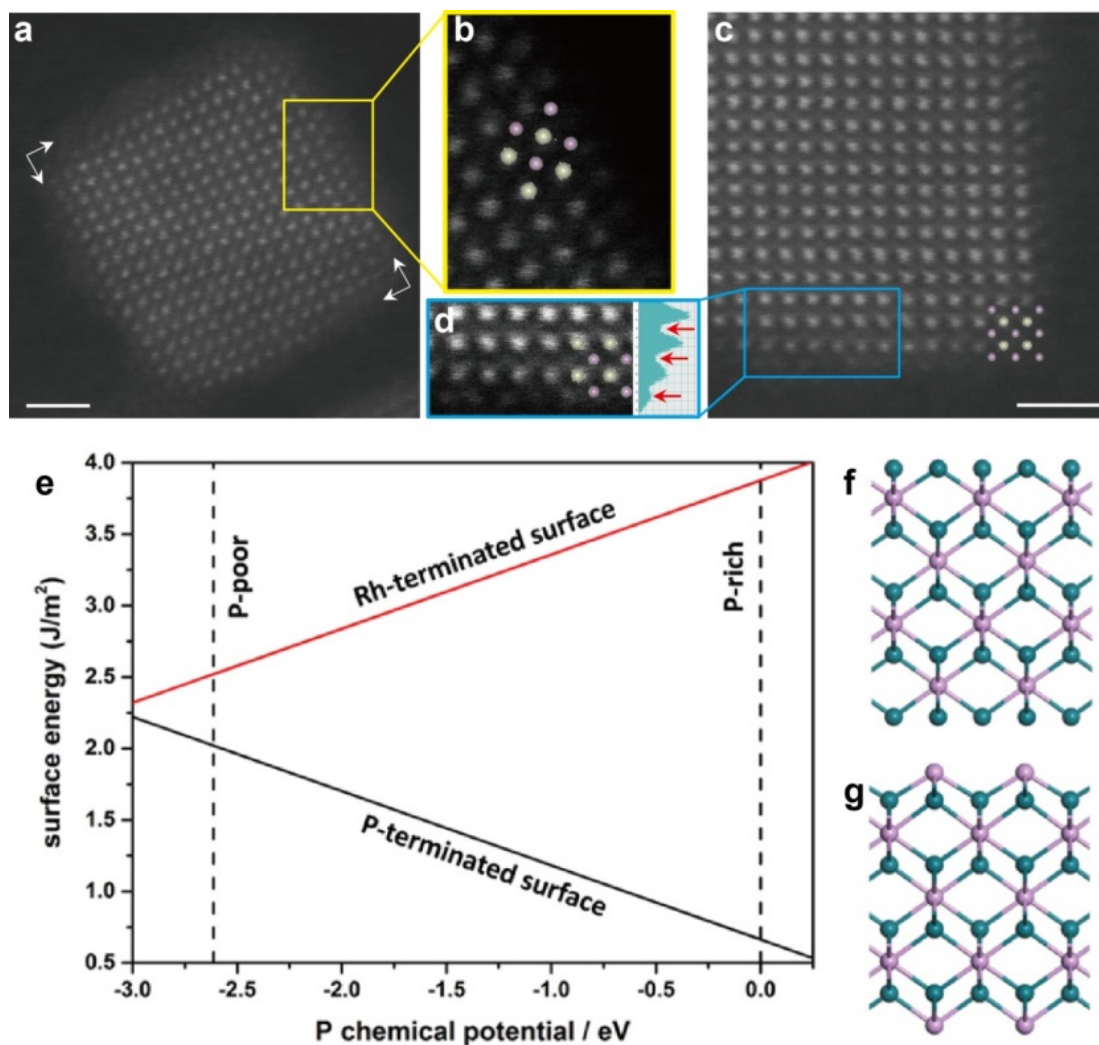 a
b
c
d
e
4.0
3.5
3.0
2.5
2.0
1.5
1.0
0.5
surface energy (J/m²)
P-poor
Rh-terminated surface
P-rich
P-terminated surface
-3.0 -2.5 -2.0 -1.5 -1.0 -0.5 0.0
P chemical potential / eV
f
g